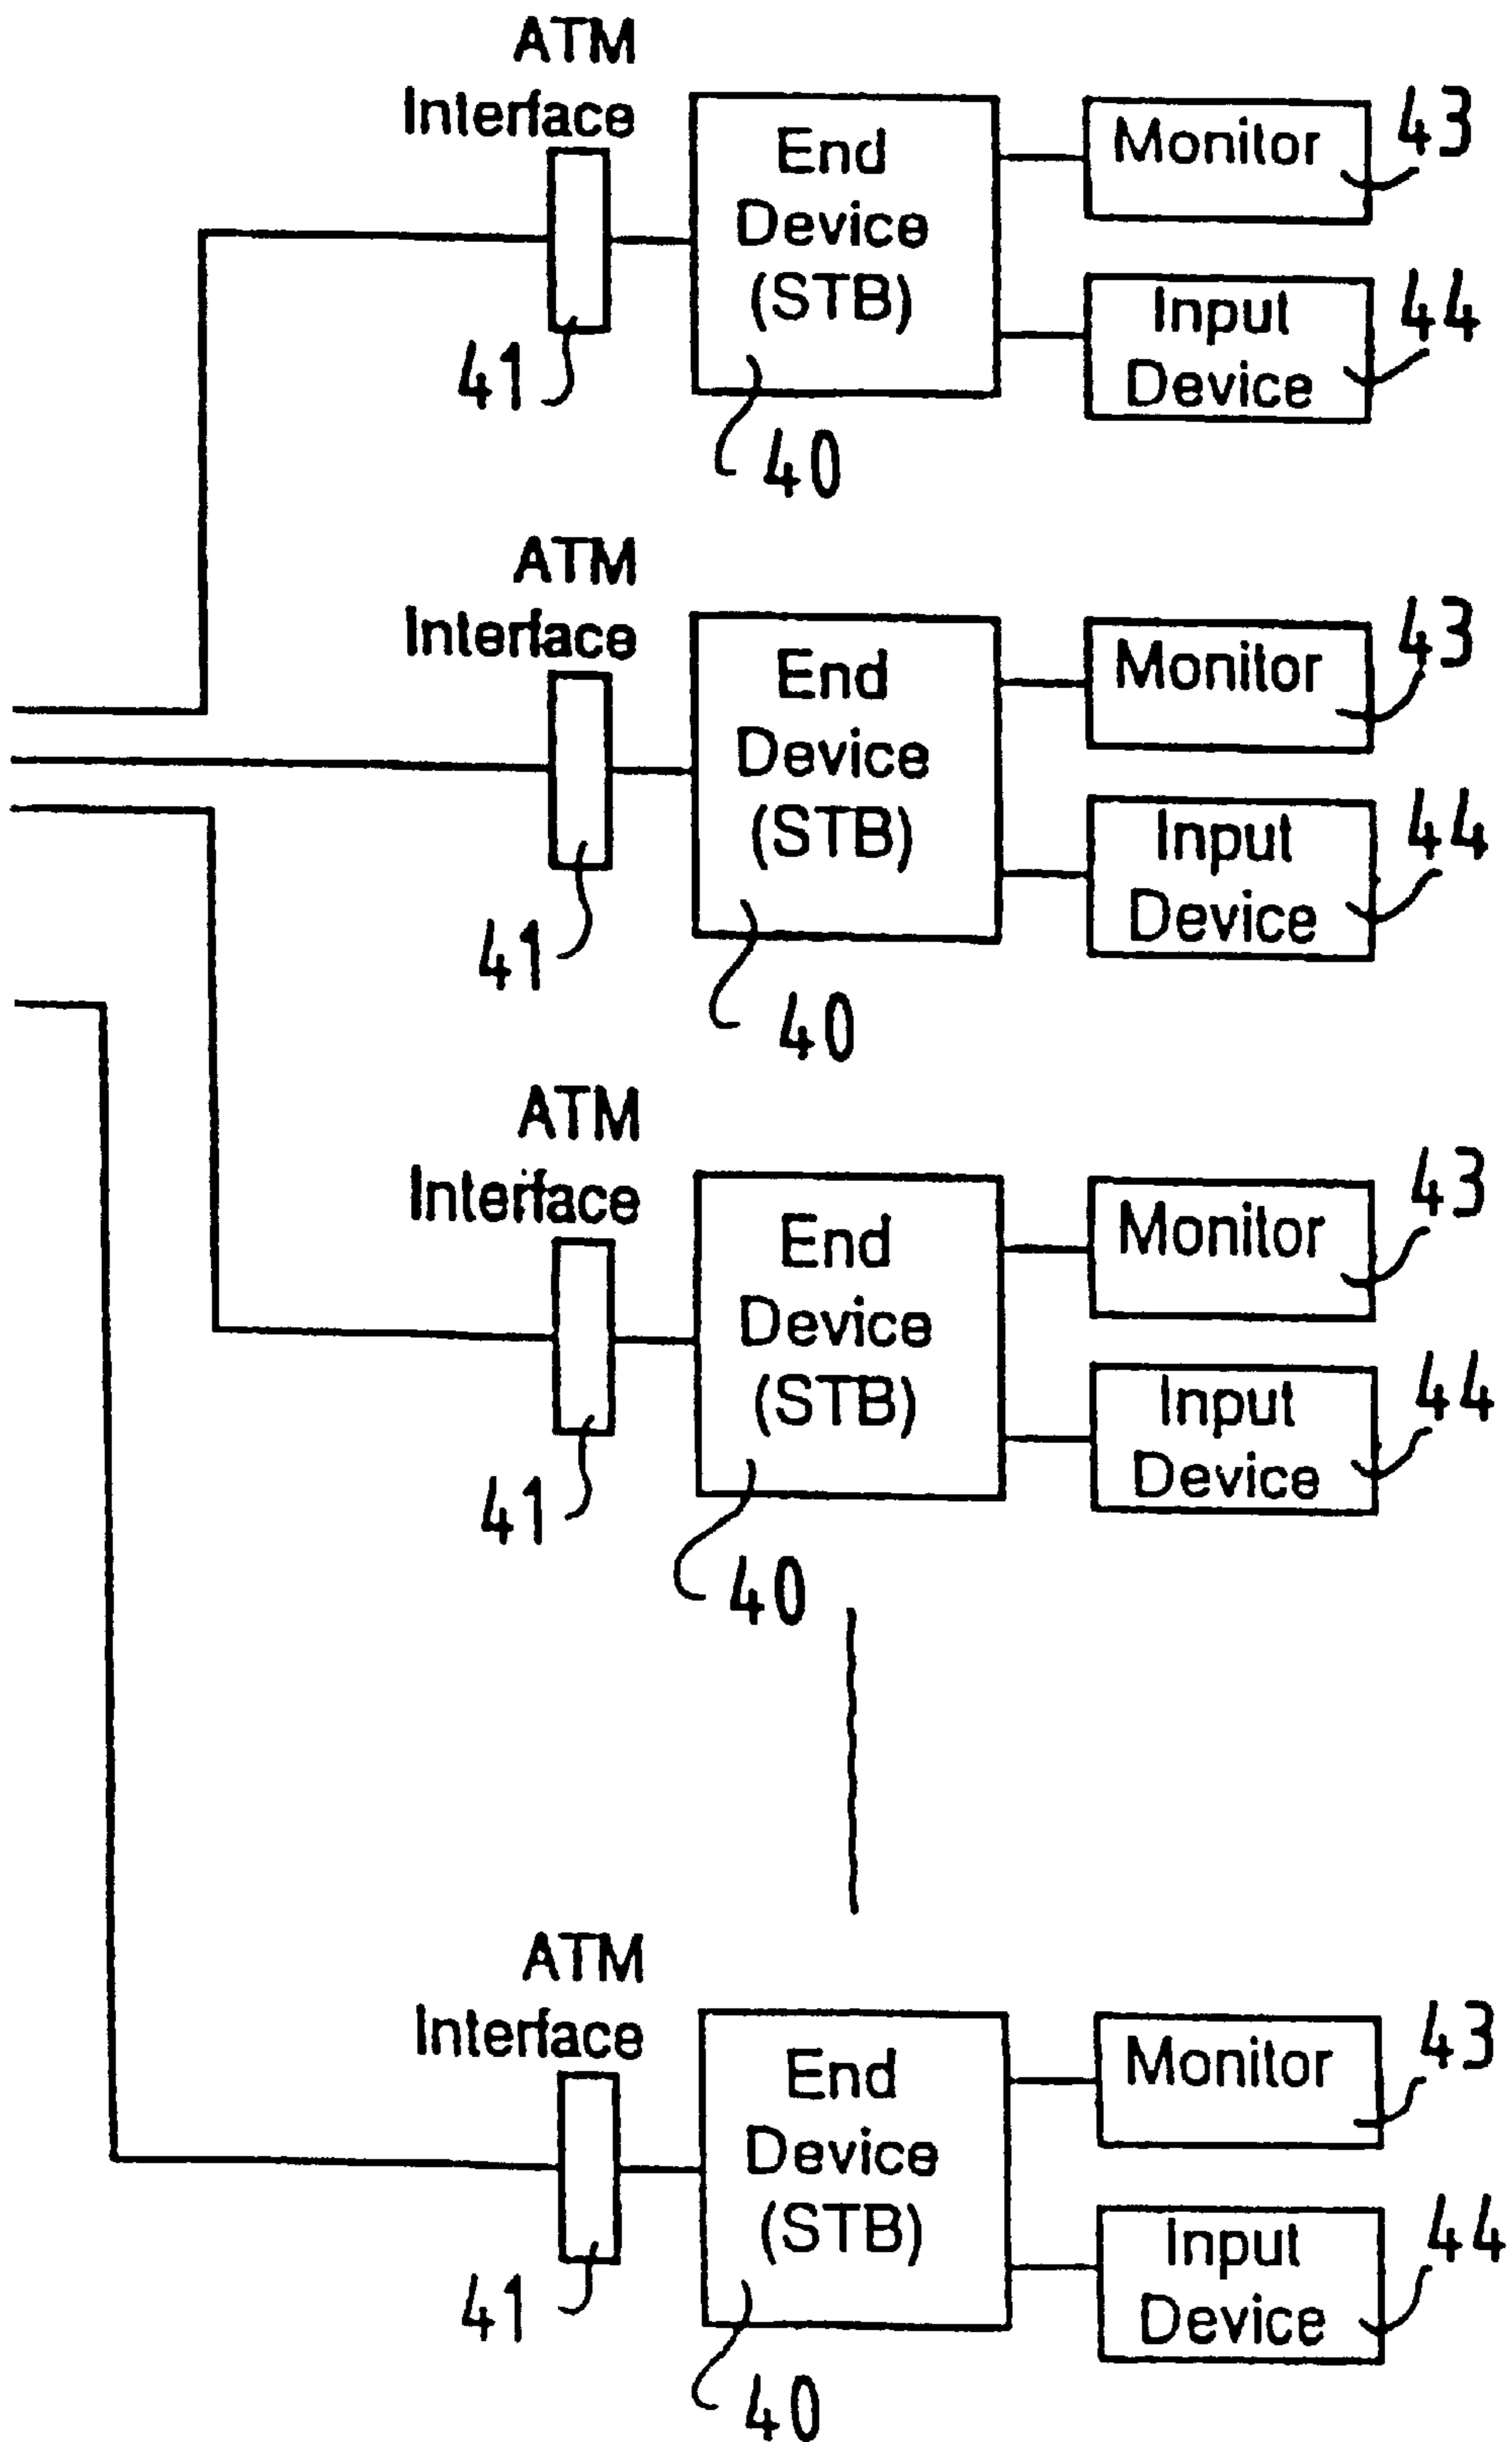 ATM
Interface
41
End
Device
(STB)
40
Monitor
43
Input
Device
44
ATM
Interface
41
End
Device
(STB)
40
Monitor
43
Input
Device
44
ATM
Interface
41
End
Device
(STB)
40
Monitor
43
Input
Device
44
ATM
Interface
41
End
Device
(STB)
40
Monitor
43
Input
Device
44